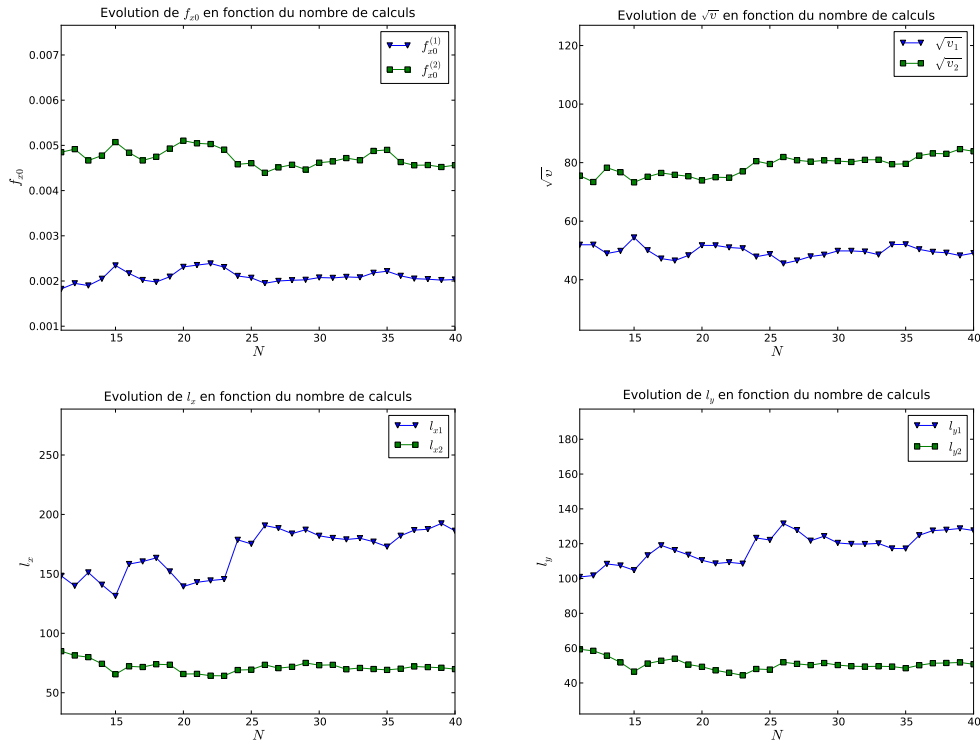 Evolution de f_{x0} en fonction du nombre de calculs
f_{x0}^{(1)}
f_{x0}^{(2)}
0.007
0.006
0.005
0.004
0.003
0.002
0.001
f_{x0}
15 20 25 30 35 40
N
Evolution de √v en fonction du nombre de calculs
√v_1
√v_2
120
100
80
60
40
√v
15 20 25 30 35 40
N
Evolution de l_x en fonction du nombre de calculs
l_{x1}
l_{x2}
250
200
150
100
50
l_x
15 20 25 30 35 40
N
Evolution de l_y en fonction du nombre de calculs
l_{y1}
l_{y2}
180
160
140
120
100
80
60
40
l_y
15 20 25 30 35 40
N